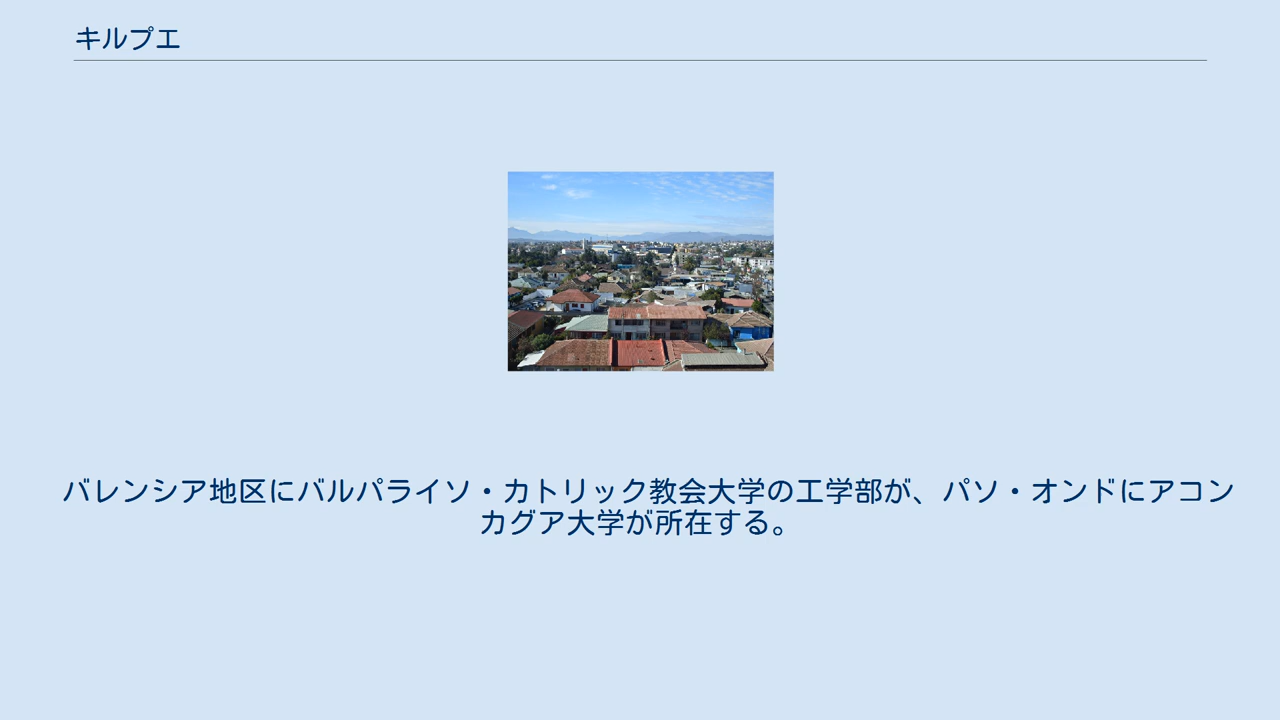 キルプエ
バレンシア地区にバルパライソ・カトリック教会大学の工学部が、パソ・オンドにアコン
カグア大学が所在する。